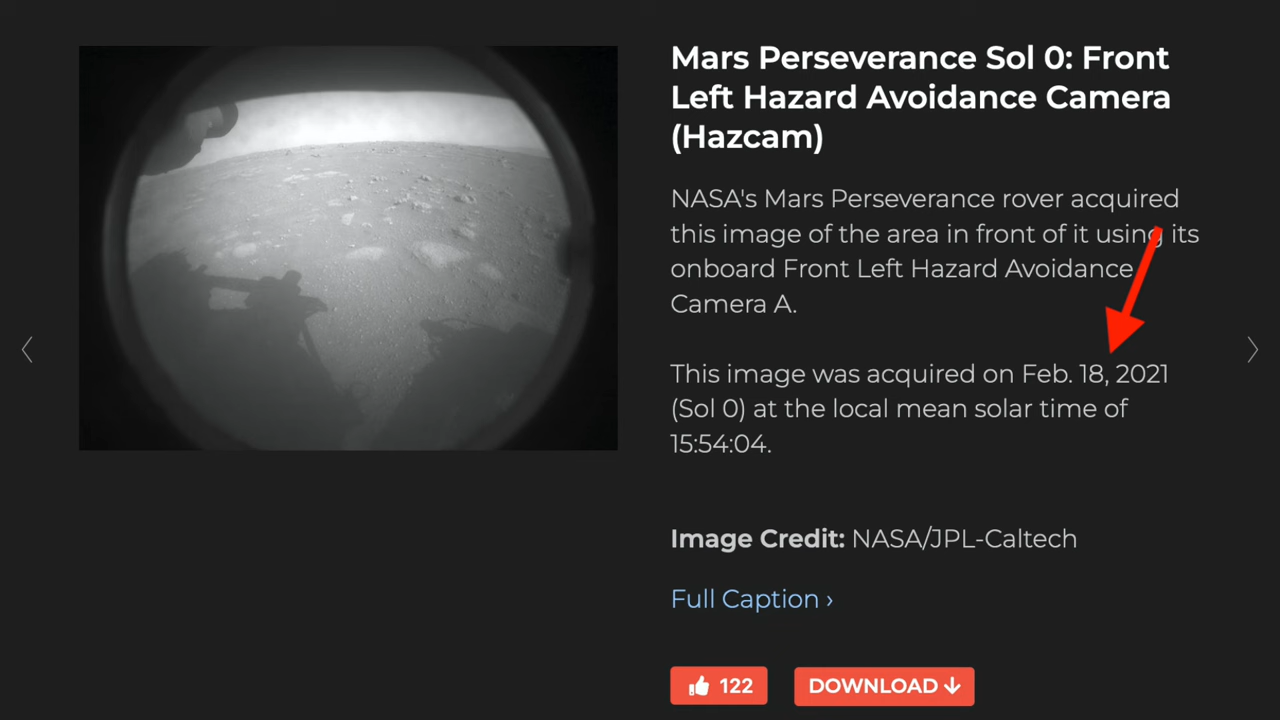 Mars Perseverance Sol 0: Front
Left Hazard Avoidance Camera
(Hazcam)
NASA's Mars Perseverance rover acquired
this image of the area in front of it using its
onboard Front Left Hazard Avoidance
Camera A.
This image was acquired on Feb. 18, 2021
(Sol 0) at the local mean solar time of
15:54:04.
Image Credit: NASA/JPL-Caltech
Full Caption ›
122
DOWNLOAD ↓